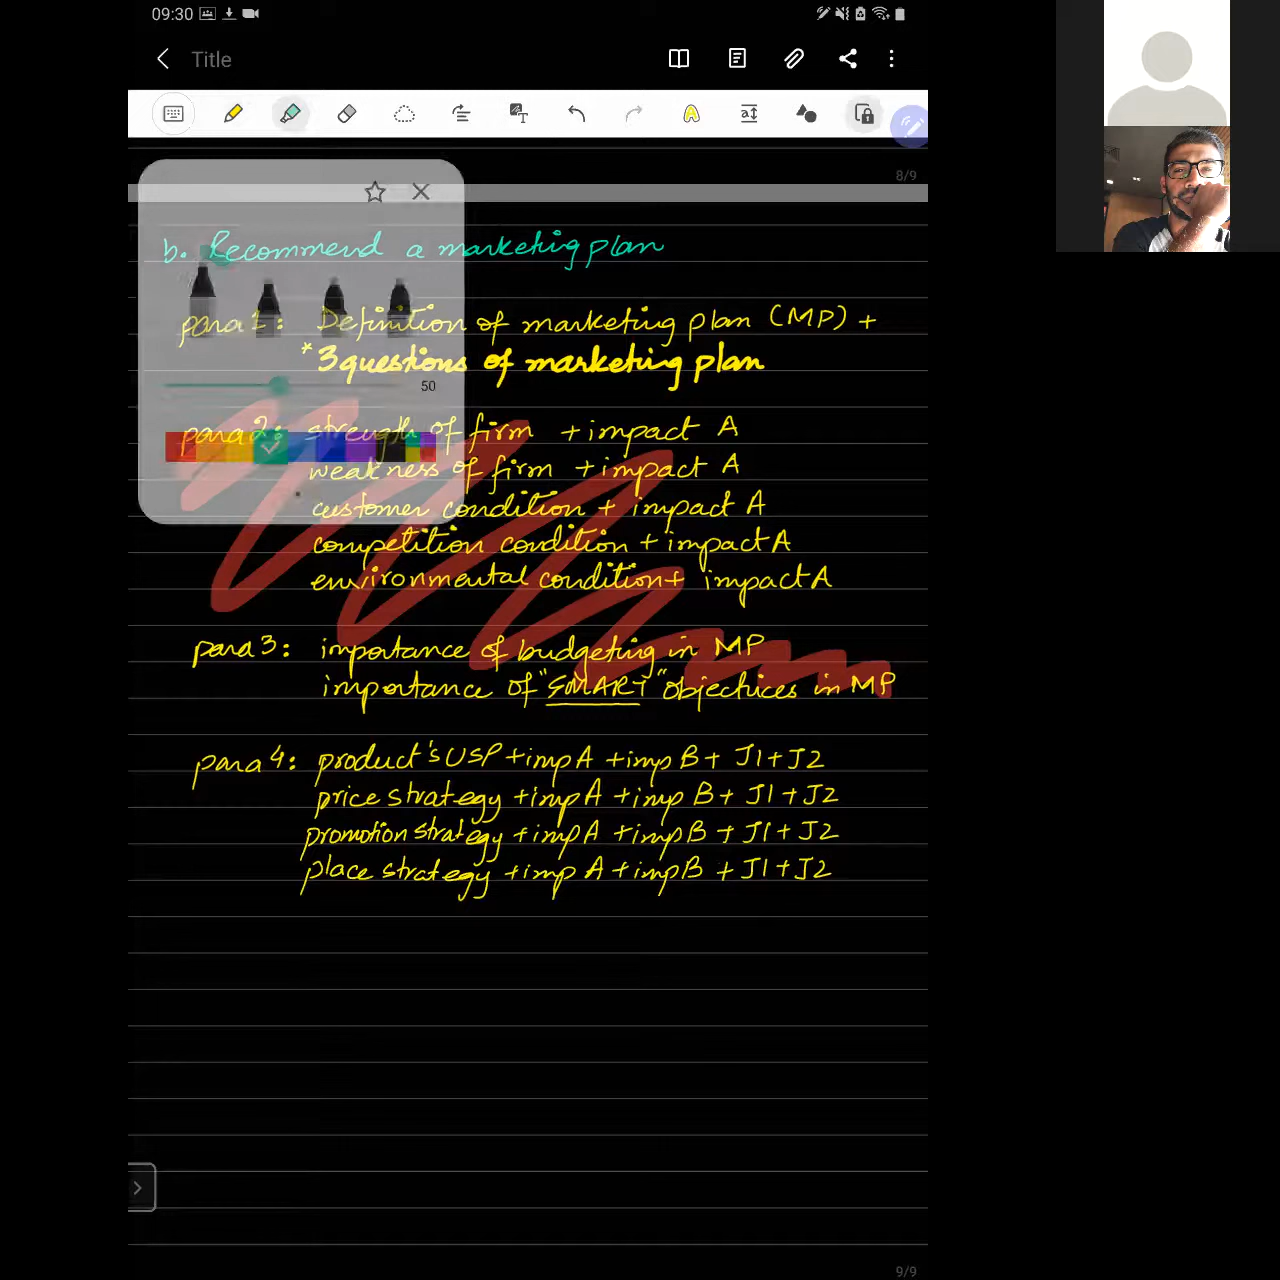 09:30
Title
8/9
b. Recommend a marketing plan
para 1: Definition of marketing plan (MP) +
* 3 questions of marketing plan
50
para 2: strength of firm + impact A
weakness of firm + impact A
customer condition + impact A
competition condition + impact A
environmental condition + impact A
para 3: importance of budgeting in MP
importance of "SMART" objectices in MP
para 4: product's USP + imp A + imp B + J1 + J2
price strategy + imp A + imp B + J1 + J2
promotion strategy + imp A + imp B + J1 + J2
place strategy + imp A + imp B + J1 + J2
9/9